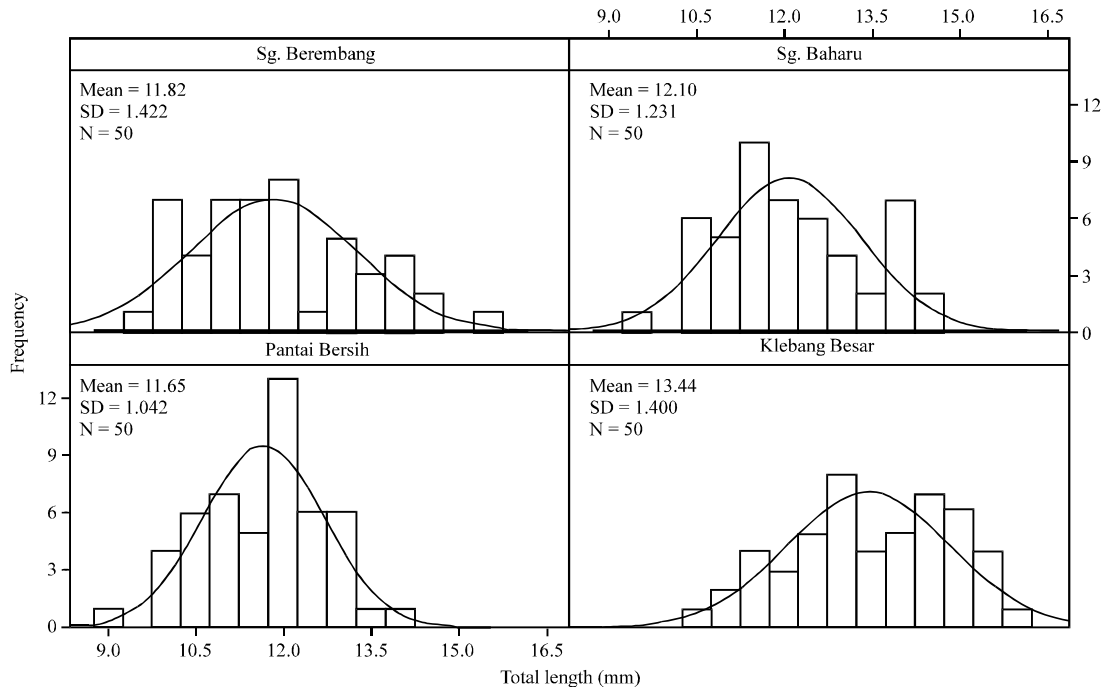 9.0 10.5 12.0 13.5 15.0 16.5
Sg. Berembang
Mean = 11.82
SD = 1.422
N = 50
Sg. Baharu
Mean = 12.10
SD = 1.231
N = 50
12
9
6
3
0
Frequency
Pantai Bersih
Mean = 11.65
SD = 1.042
N = 50
12
9
6
3
0
Klebang Besar
Mean = 13.44
SD = 1.400
N = 50
9.0 10.5 12.0 13.5 15.0 16.5
Total length (mm)